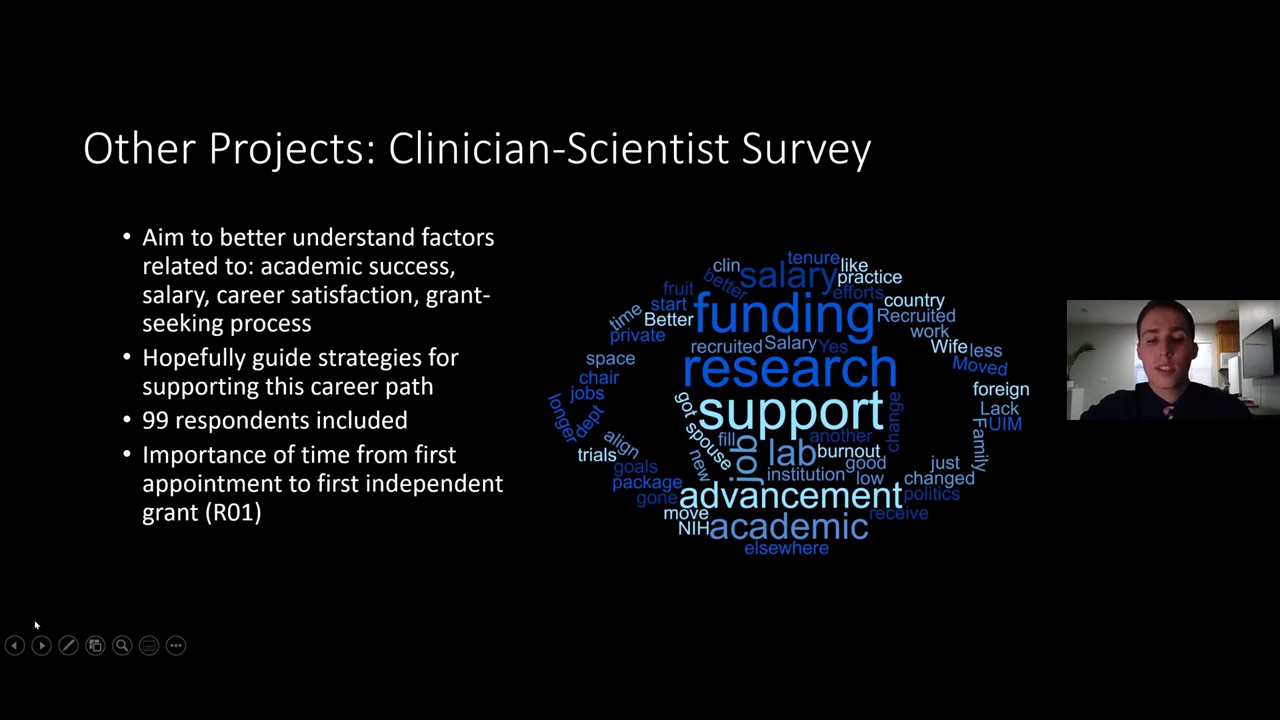 Other Projects: Clinician-Scientist Survey
• Aim to better understand factors
related to: academic success,
salary, career satisfaction, grant-
seeking process
• Hopefully guide strategies for
supporting this career path
• 99 respondents included
• Importance of time from first
appointment to first independent
grant (R01)
tenure
clin
salary
like
better
practice
fruit
efforts
start
funding
country
time
Better
Recruited
private
work
recruited
Salary
Yes
Wife
less
space
research
Moved
chair
foreign
jobs
got
support
change
Lack
longer
dept
UIM
spouse
fill
another
Family
align
job
lab
burnout
trials
new
good
just
goals
institution
low
changed
package
gone
advancement
politics
move
receive
NIH
academic
elsewhere